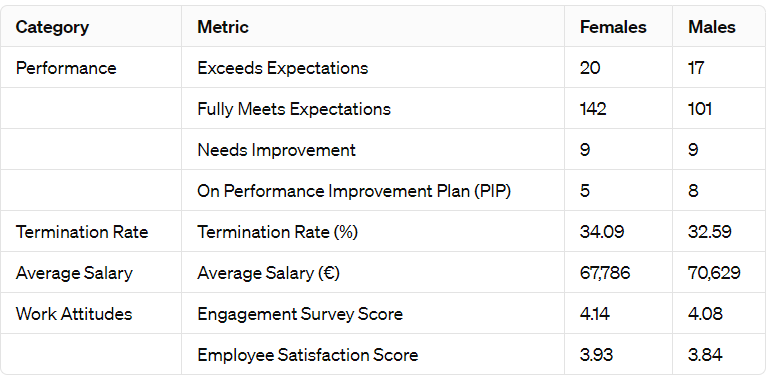 Category Metric Females Males
Performance Exceeds Expectations 20 17
Fully Meets Expectations 142 101
Needs Improvement 9 9
On Performance Improvement Plan (PIP) 5 8
Termination Rate Termination Rate (%) 34.09 32.59
Average Salary Average Salary (€) 67,786 70,629
Work Attitudes Engagement Survey Score 4.14 4.08
Employee Satisfaction Score 3.93 3.84